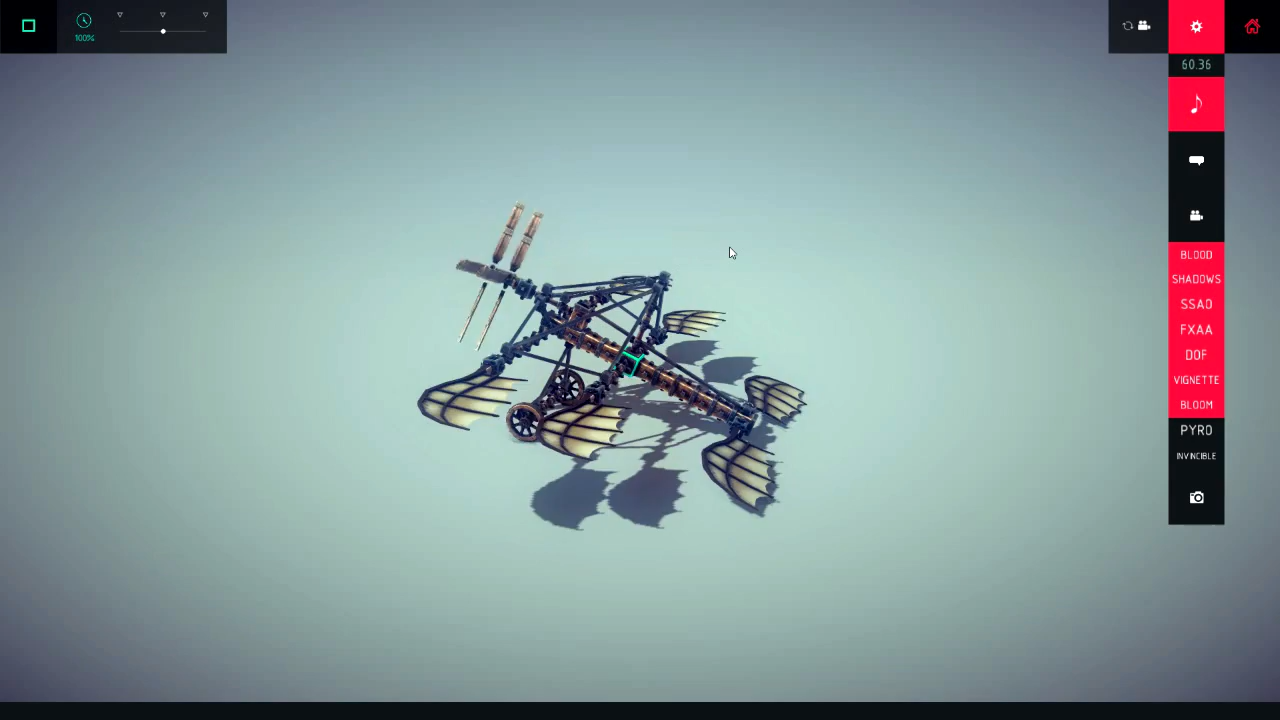 100%
60.36
BLOOD
SHADOWS
SSAO
FXAA
DOF
VIGNETTE
BLOOM
PYRO
INVINCIBLE